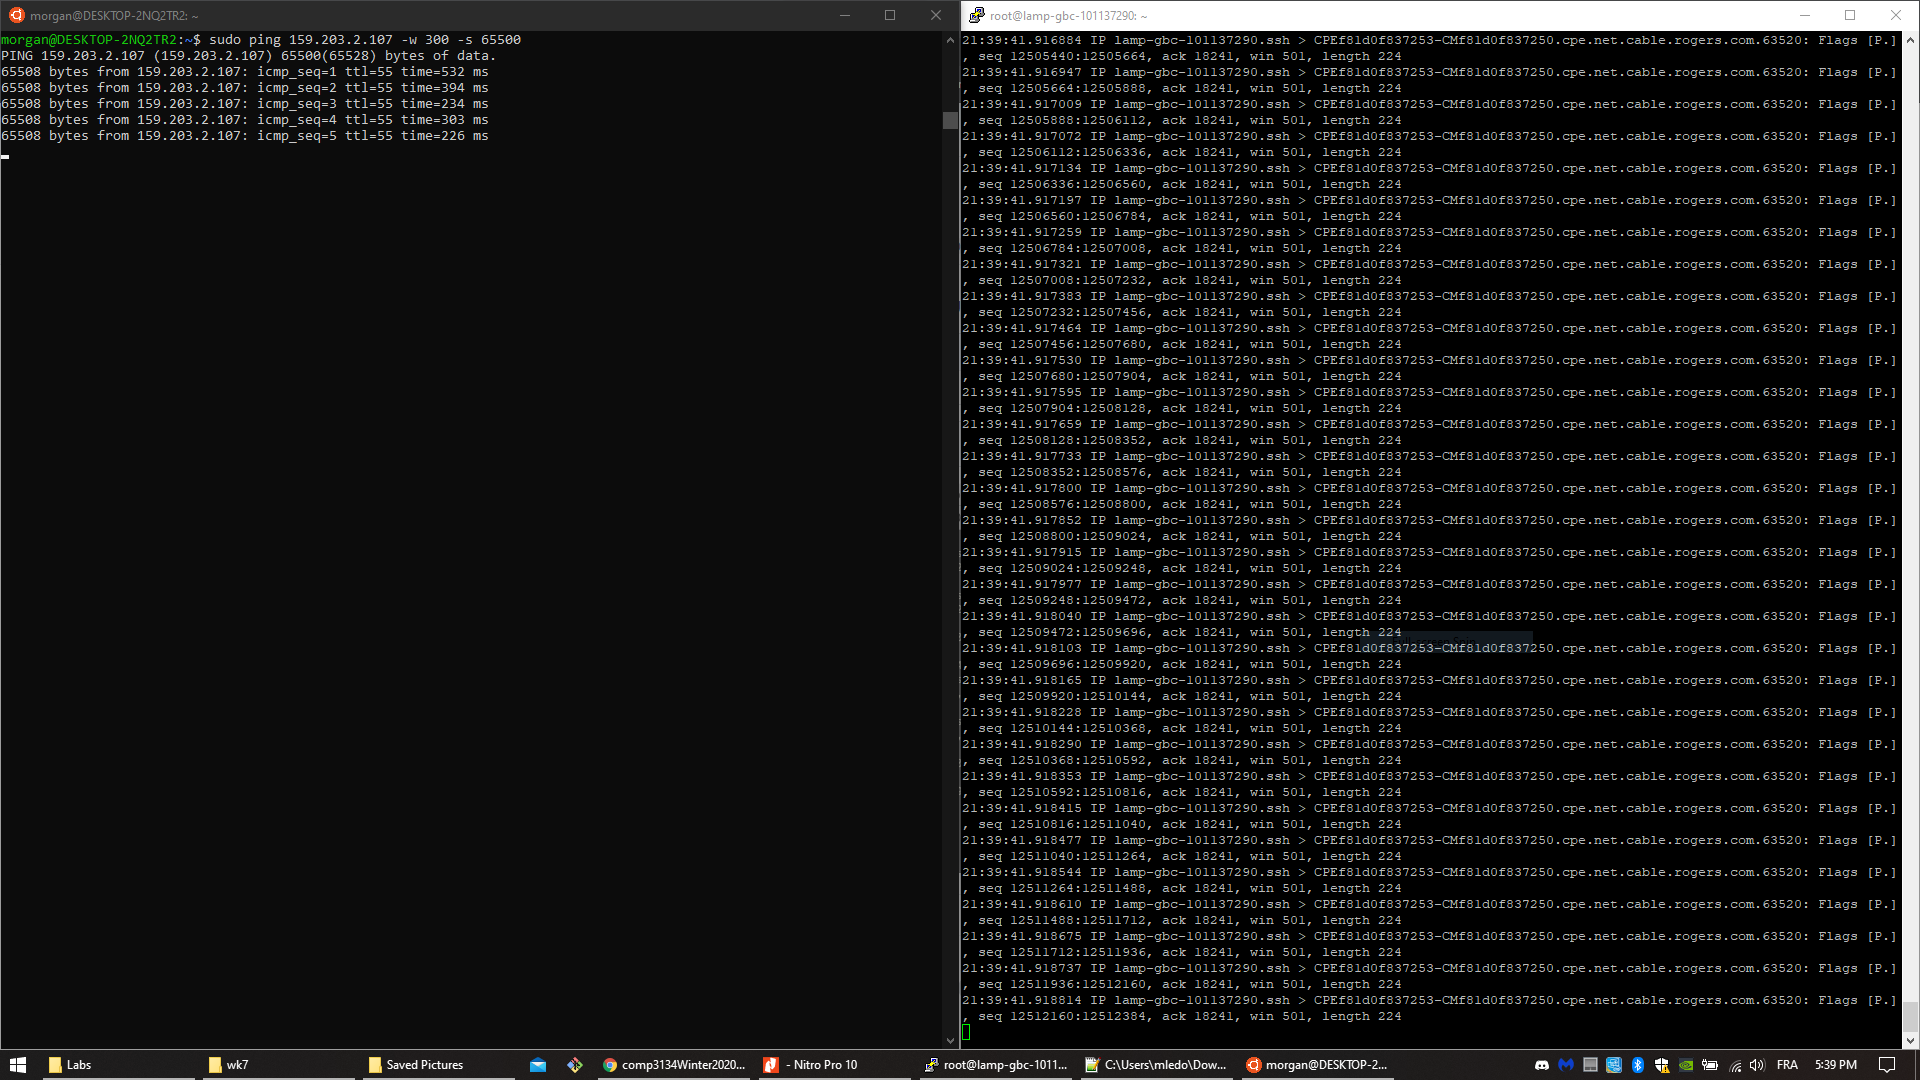 morgan@DESKTOP-2NQ2TR2: ~
morgan@DESKTOP-2NQ2TR2:~$ sudo ping 159.203.2.107 -w 300 -s 65500
PING 159.203.2.107 (159.203.2.107) 65500(65528) bytes of data.
65508 bytes from 159.203.2.107: icmp_seq=1 ttl=55 time=532 ms
65508 bytes from 159.203.2.107: icmp_seq=2 ttl=55 time=394 ms
65508 bytes from 159.203.2.107: icmp_seq=3 ttl=55 time=234 ms
65508 bytes from 159.203.2.107: icmp_seq=4 ttl=55 time=303 ms
65508 bytes from 159.203.2.107: icmp_seq=5 ttl=55 time=226 ms
root@lamp-gbc-101137290: ~
21:39:41.916884 IP lamp-gbc-101137290.ssh > CPEf81d0f837253-CMf81d0f837250.cpe.net.cable.rogers.com.63520: Flags [P.]
, seq 12505440:12505664, ack 18241, win 501, length 224
21:39:41.916947 IP lamp-gbc-101137290.ssh > CPEf81d0f837253-CMf81d0f837250.cpe.net.cable.rogers.com.63520: Flags [P.]
, seq 12505664:12505888, ack 18241, win 501, length 224
21:39:41.917009 IP lamp-gbc-101137290.ssh > CPEf81d0f837253-CMf81d0f837250.cpe.net.cable.rogers.com.63520: Flags [P.]
, seq 12505888:12506112, ack 18241, win 501, length 224
21:39:41.917072 IP lamp-gbc-101137290.ssh > CPEf81d0f837253-CMf81d0f837250.cpe.net.cable.rogers.com.63520: Flags [P.]
, seq 12506112:12506336, ack 18241, win 501, length 224
21:39:41.917134 IP lamp-gbc-101137290.ssh > CPEf81d0f837253-CMf81d0f837250.cpe.net.cable.rogers.com.63520: Flags [P.]
, seq 12506336:12506560, ack 18241, win 501, length 224
21:39:41.917197 IP lamp-gbc-101137290.ssh > CPEf81d0f837253-CMf81d0f837250.cpe.net.cable.rogers.com.63520: Flags [P.]
, seq 12506560:12506784, ack 18241, win 501, length 224
21:39:41.917259 IP lamp-gbc-101137290.ssh > CPEf81d0f837253-CMf81d0f837250.cpe.net.cable.rogers.com.63520: Flags [P.]
, seq 12506784:12507008, ack 18241, win 501, length 224
21:39:41.917321 IP lamp-gbc-101137290.ssh > CPEf81d0f837253-CMf81d0f837250.cpe.net.cable.rogers.com.63520: Flags [P.]
, seq 12507008:12507232, ack 18241, win 501, length 224
21:39:41.917383 IP lamp-gbc-101137290.ssh > CPEf81d0f837253-CMf81d0f837250.cpe.net.cable.rogers.com.63520: Flags [P.]
, seq 12507232:12507456, ack 18241, win 501, length 224
21:39:41.917464 IP lamp-gbc-101137290.ssh > CPEf81d0f837253-CMf81d0f837250.cpe.net.cable.rogers.com.63520: Flags [P.]
, seq 12507456:12507680, ack 18241, win 501, length 224
21:39:41.917530 IP lamp-gbc-101137290.ssh > CPEf81d0f837253-CMf81d0f837250.cpe.net.cable.rogers.com.63520: Flags [P.]
, seq 12507680:12507904, ack 18241, win 501, length 224
21:39:41.917595 IP lamp-gbc-101137290.ssh > CPEf81d0f837253-CMf81d0f837250.cpe.net.cable.rogers.com.63520: Flags [P.]
, seq 12507904:12508128, ack 18241, win 501, length 224
21:39:41.917659 IP lamp-gbc-101137290.ssh > CPEf81d0f837253-CMf81d0f837250.cpe.net.cable.rogers.com.63520: Flags [P.]
, seq 12508128:12508352, ack 18241, win 501, length 224
21:39:41.917733 IP lamp-gbc-101137290.ssh > CPEf81d0f837253-CMf81d0f837250.cpe.net.cable.rogers.com.63520: Flags [P.]
, seq 12508352:12508576, ack 18241, win 501, length 224
21:39:41.917800 IP lamp-gbc-101137290.ssh > CPEf81d0f837253-CMf81d0f837250.cpe.net.cable.rogers.com.63520: Flags [P.]
, seq 12508576:12508800, ack 18241, win 501, length 224
21:39:41.917852 IP lamp-gbc-101137290.ssh > CPEf81d0f837253-CMf81d0f837250.cpe.net.cable.rogers.com.63520: Flags [P.]
, seq 12508800:12509024, ack 18241, win 501, length 224
21:39:41.917915 IP lamp-gbc-101137290.ssh > CPEf81d0f837253-CMf81d0f837250.cpe.net.cable.rogers.com.63520: Flags [P.]
, seq 12509024:12509248, ack 18241, win 501, length 224
21:39:41.917977 IP lamp-gbc-101137290.ssh > CPEf81d0f837253-CMf81d0f837250.cpe.net.cable.rogers.com.63520: Flags [P.]
, seq 12509248:12509472, ack 18241, win 501, length 224
21:39:41.918040 IP lamp-gbc-101137290.ssh > CPEf81d0f837253-CMf81d0f837250.cpe.net.cable.rogers.com.63520: Flags [P.]
, seq 12509472:12509696, ack 18241, win 501, length 224
21:39:41.918103 IP lamp-gbc-101137290.ssh > CPEf81d0f837253-CMf81d0f837250.cpe.net.cable.rogers.com.63520: Flags [P.]
, seq 12509696:12509920, ack 18241, win 501, length 224
21:39:41.918165 IP lamp-gbc-101137290.ssh > CPEf81d0f837253-CMf81d0f837250.cpe.net.cable.rogers.com.63520: Flags [P.]
, seq 12509920:12510144, ack 18241, win 501, length 224
21:39:41.918228 IP lamp-gbc-101137290.ssh > CPEf81d0f837253-CMf81d0f837250.cpe.net.cable.rogers.com.63520: Flags [P.]
, seq 12510144:12510368, ack 18241, win 501, length 224
21:39:41.918290 IP lamp-gbc-101137290.ssh > CPEf81d0f837253-CMf81d0f837250.cpe.net.cable.rogers.com.63520: Flags [P.]
, seq 12510368:12510592, ack 18241, win 501, length 224
21:39:41.918353 IP lamp-gbc-101137290.ssh > CPEf81d0f837253-CMf81d0f837250.cpe.net.cable.rogers.com.63520: Flags [P.]
, seq 12510592:12510816, ack 18241, win 501, length 224
21:39:41.918415 IP lamp-gbc-101137290.ssh > CPEf81d0f837253-CMf81d0f837250.cpe.net.cable.rogers.com.63520: Flags [P.]
, seq 12510816:12511040, ack 18241, win 501, length 224
21:39:41.918477 IP lamp-gbc-101137290.ssh > CPEf81d0f837253-CMf81d0f837250.cpe.net.cable.rogers.com.63520: Flags [P.]
, seq 12511040:12511264, ack 18241, win 501, length 224
21:39:41.918544 IP lamp-gbc-101137290.ssh > CPEf81d0f837253-CMf81d0f837250.cpe.net.cable.rogers.com.63520: Flags [P.]
, seq 12511264:12511488, ack 18241, win 501, length 224
21:39:41.918610 IP lamp-gbc-101137290.ssh > CPEf81d0f837253-CMf81d0f837250.cpe.net.cable.rogers.com.63520: Flags [P.]
, seq 12511488:12511712, ack 18241, win 501, length 224
21:39:41.918675 IP lamp-gbc-101137290.ssh > CPEf81d0f837253-CMf81d0f837250.cpe.net.cable.rogers.com.63520: Flags [P.]
, seq 12511712:12511936, ack 18241, win 501, length 224
21:39:41.918737 IP lamp-gbc-101137290.ssh > CPEf81d0f837253-CMf81d0f837250.cpe.net.cable.rogers.com.63520: Flags [P.]
, seq 12511936:12512160, ack 18241, win 501, length 224
21:39:41.918814 IP lamp-gbc-101137290.ssh > CPEf81d0f837253-CMf81d0f837250.cpe.net.cable.rogers.com.63520: Flags [P.]
, seq 12512160:12512384, ack 18241, win 501, length 224
Labs
wk7
Saved Pictures
comp3134Winter2020...
- Nitro Pro 10
root@lamp-gbc-1011...
C:\Users\mledo\Dow...
morgan@DESKTOP-2...
FRA
5:39 PM